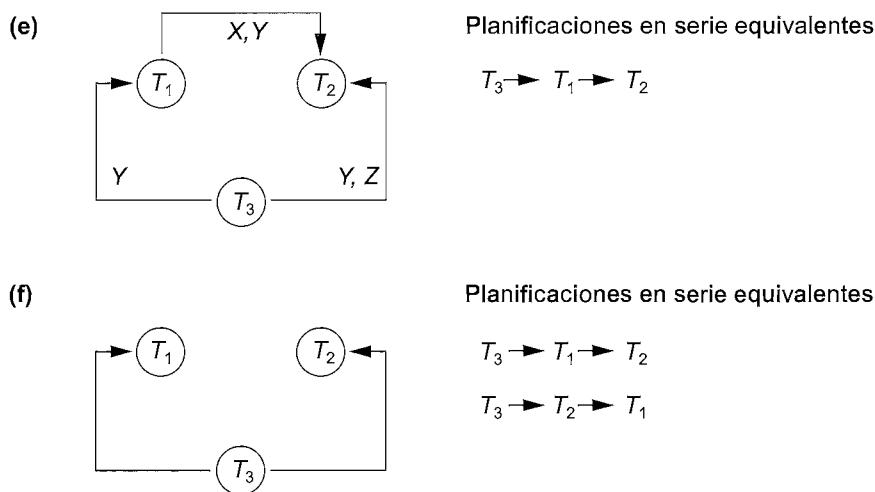 (e)
X,Y
T1
T2
Y
Y, Z
T3
Planificaciones en serie equivalentes
T3 → T1 → T2
(f)
T1
T2
T3
Planificaciones en serie equivalentes
T3 → T1 → T2
T3 → T2 → T1